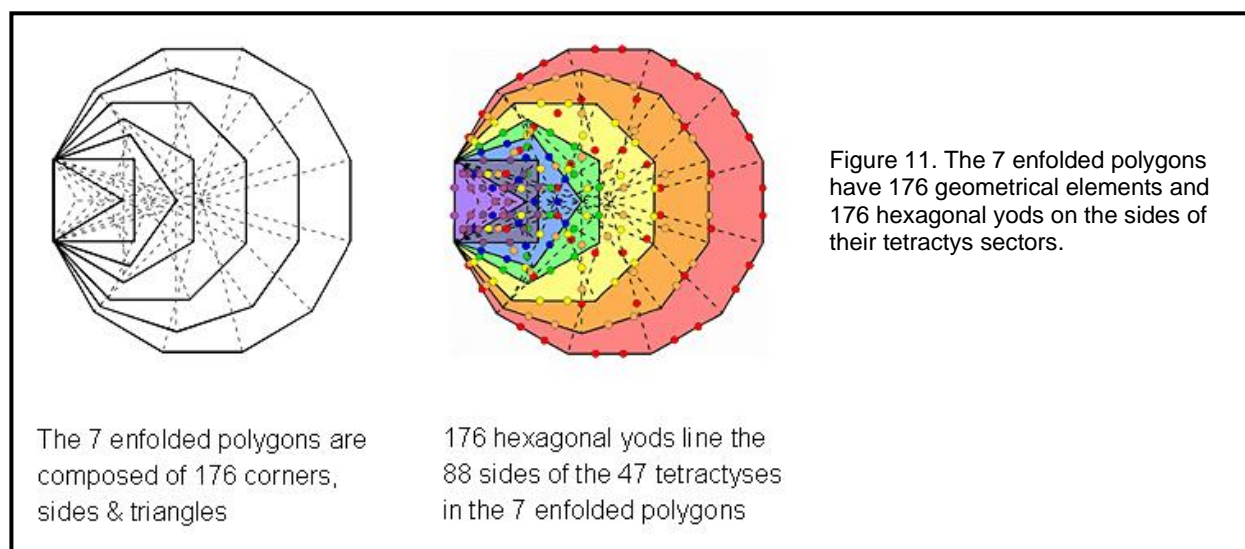 Figure 11. The 7 enfolded polygons
have 176 geometrical elements and
176 hexagonal yods on the sides of
their tetractys sectors.
The 7 enfolded polygons are
composed of 176 corners,
sides & triangles
176 hexagonal yods line the
88 sides of the 47 tetractyses
in the 7 enfolded polygons